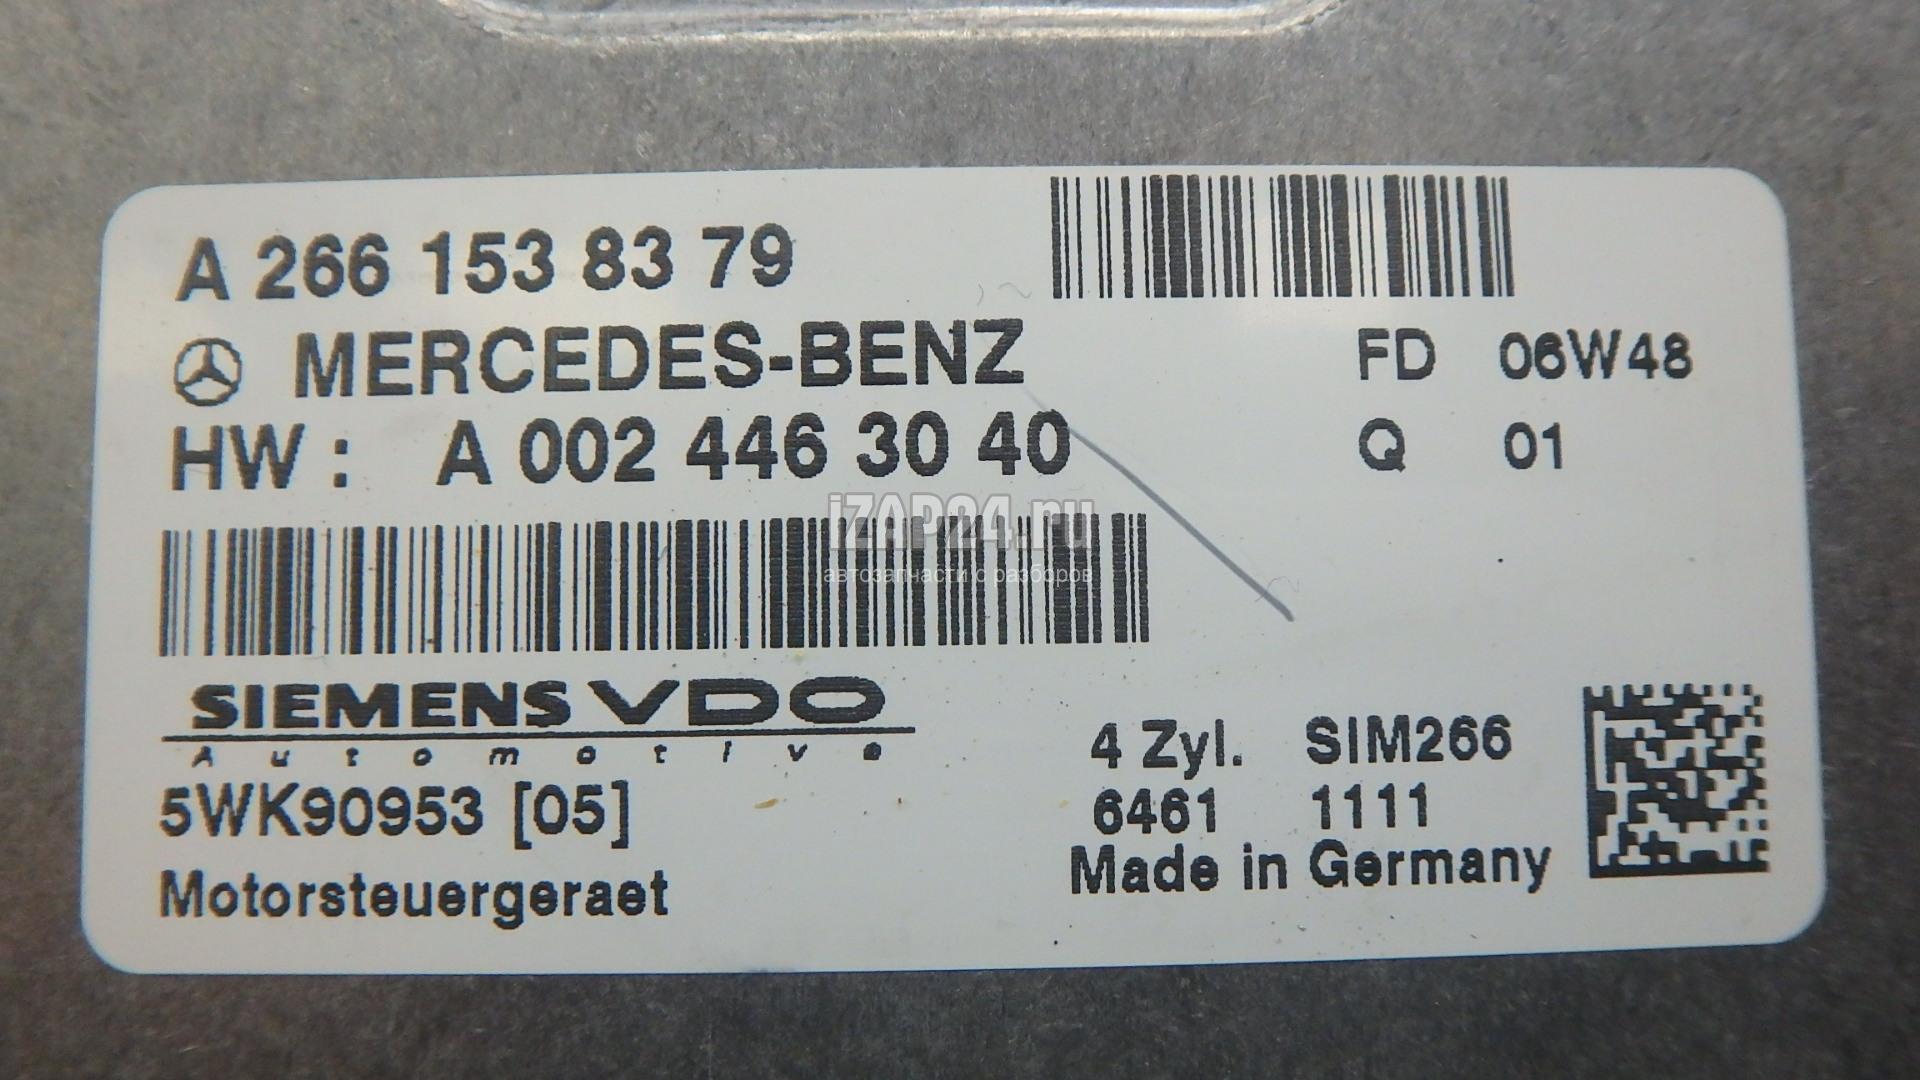 A 266 153 83 79
MERCEDES-BENZ
FD 06W48
HW : A 002 446 30 40
Q 01
iZAP24.ru
автозапчасти с разборов
SIEMENS VDO
Automotive
4 Zyl. SIM266
5WK90953 [05]
6461 1111
Motorsteuergeraet
Made in Germany